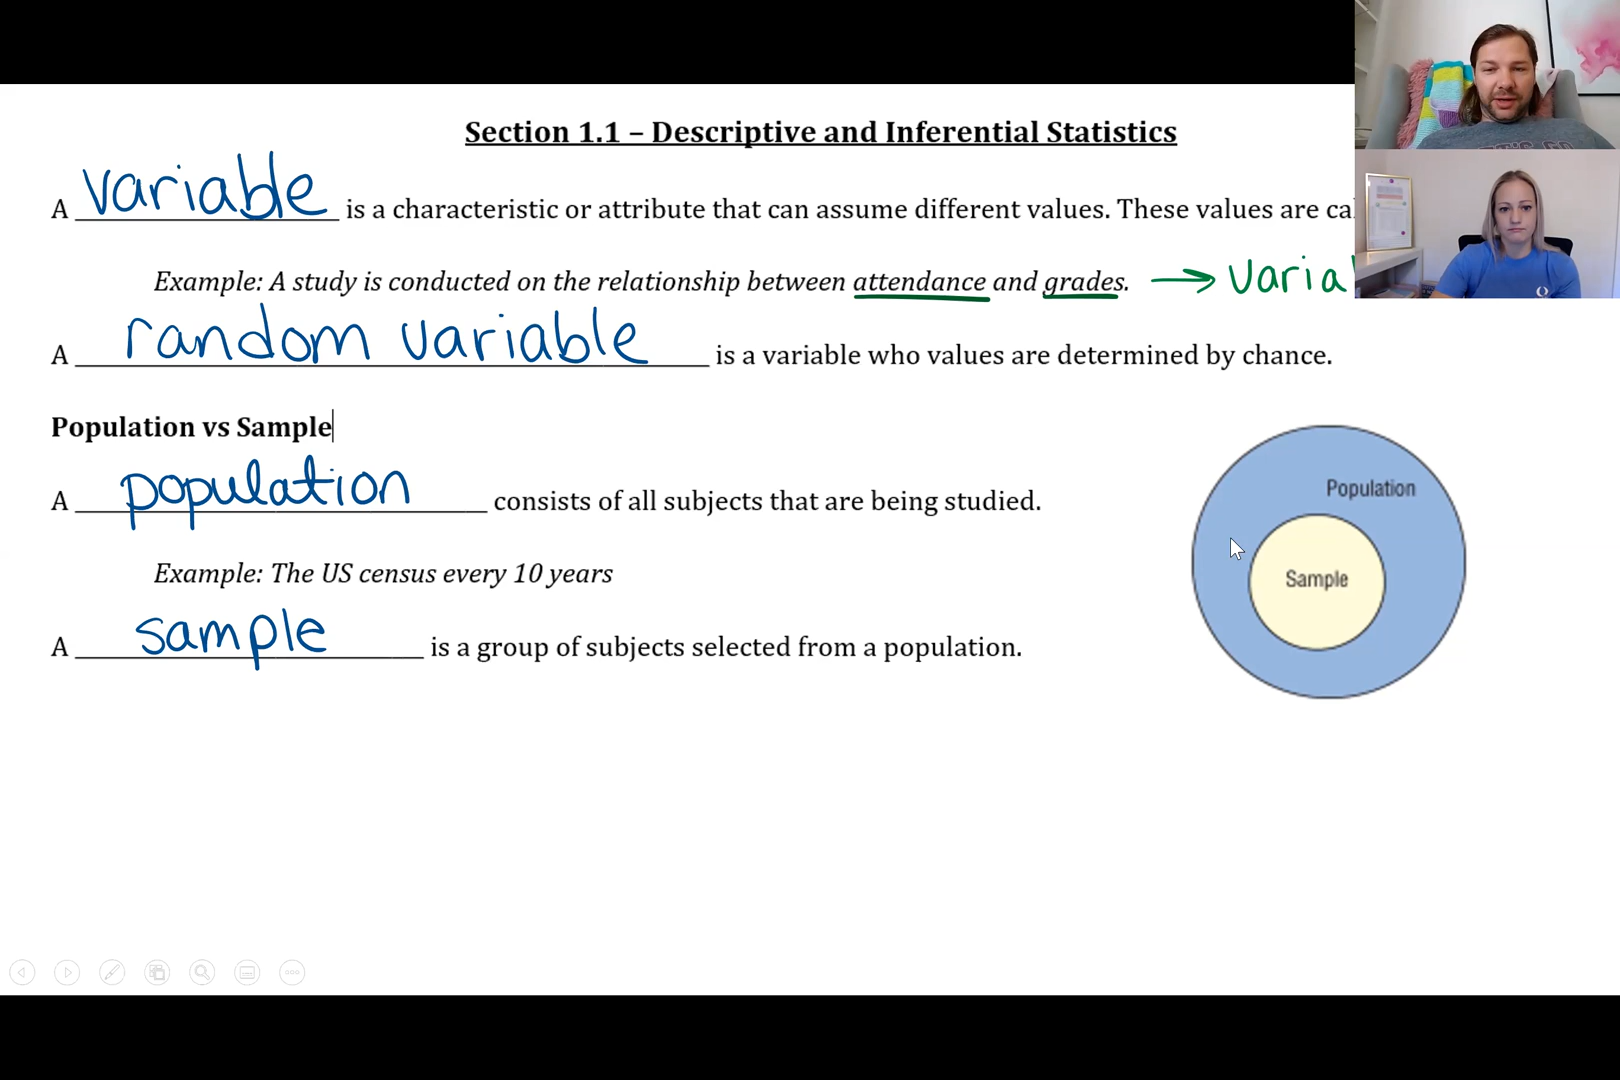 Section 1.1 – Descriptive and Inferential Statistics
A variable is a characteristic or attribute that can assume different values. These values are
Example: A study is conducted on the relationship between attendance and grades. →
A random variable is a variable who values are determined by chance.
Population vs Sample
A population consists of all subjects that are being studied.
Population
Example: The US census every 10 years
Sample
A sample is a group of subjects selected from a population.